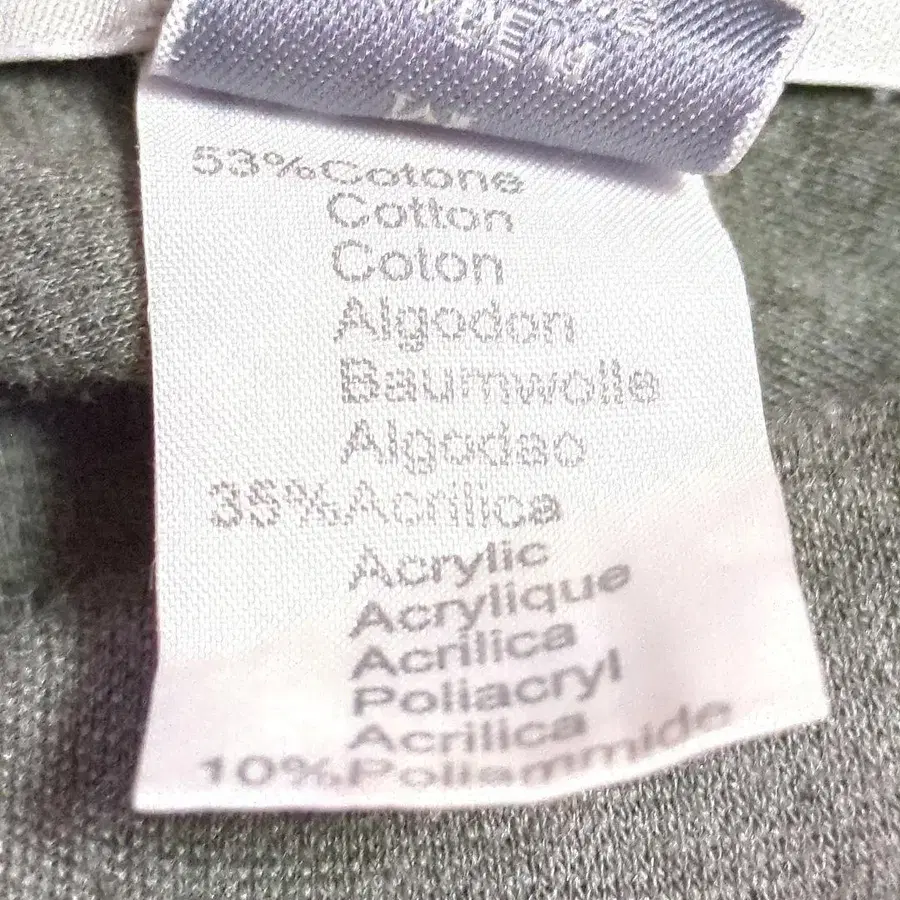 53%Cotone
Cotton
Coton
Algodon
Baumwolle
Algodao
35%Acrilica
Acrylic
Acrylique
Acrilica
Poliacryl
Acrilica
10%Poliammide